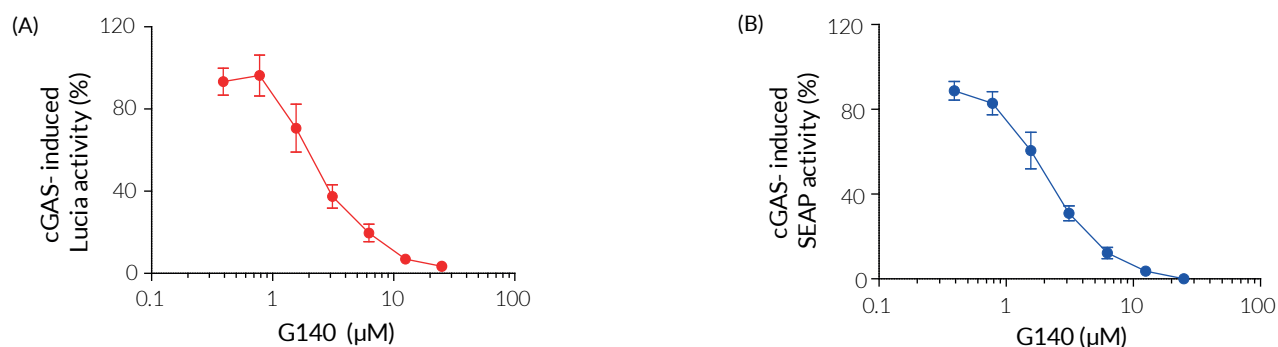 (A)
cGAS- induced
Lucia activity (%)
120
80
40
0
0.1
1
10
100
G140 (µM)
(B)
cGAS- induced
SEAP activity (%)
120
80
40
0
0.1
1
10
100
G140 (µM)